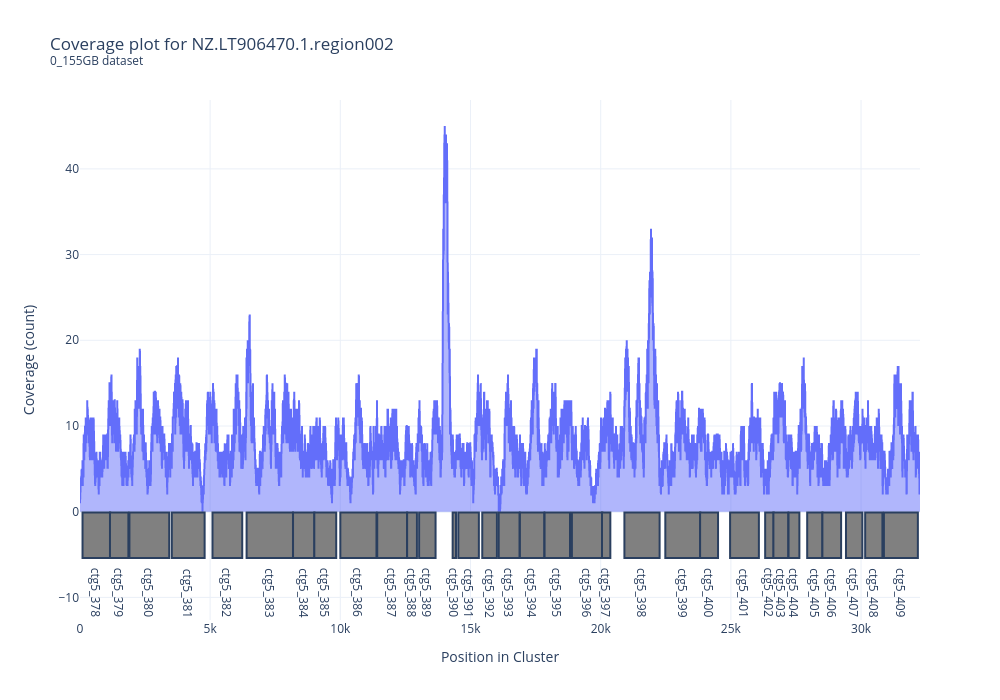 Coverage plot for NZ.LT906470.1.region002
0_155GB dataset
Coverage (count)
40
30
20
10
0
−10
ctg5_378
ctg5_379
ctg5_380
ctg5_381
ctg5_382
ctg5_383
ctg5_384
ctg5_385
ctg5_386
ctg5_387
ctg5_388
ctg5_389
ctg5_390
ctg5_391
ctg5_392
ctg5_393
ctg5_394
ctg5_395
ctg5_396
ctg5_397
ctg5_398
ctg5_399
ctg5_400
ctg5_401
ctg5_402
ctg5_403
ctg5_404
ctg5_405
ctg5_406
ctg5_407
ctg5_408
ctg5_409
0 5k 10k 15k 20k 25k 30k
Position in Cluster